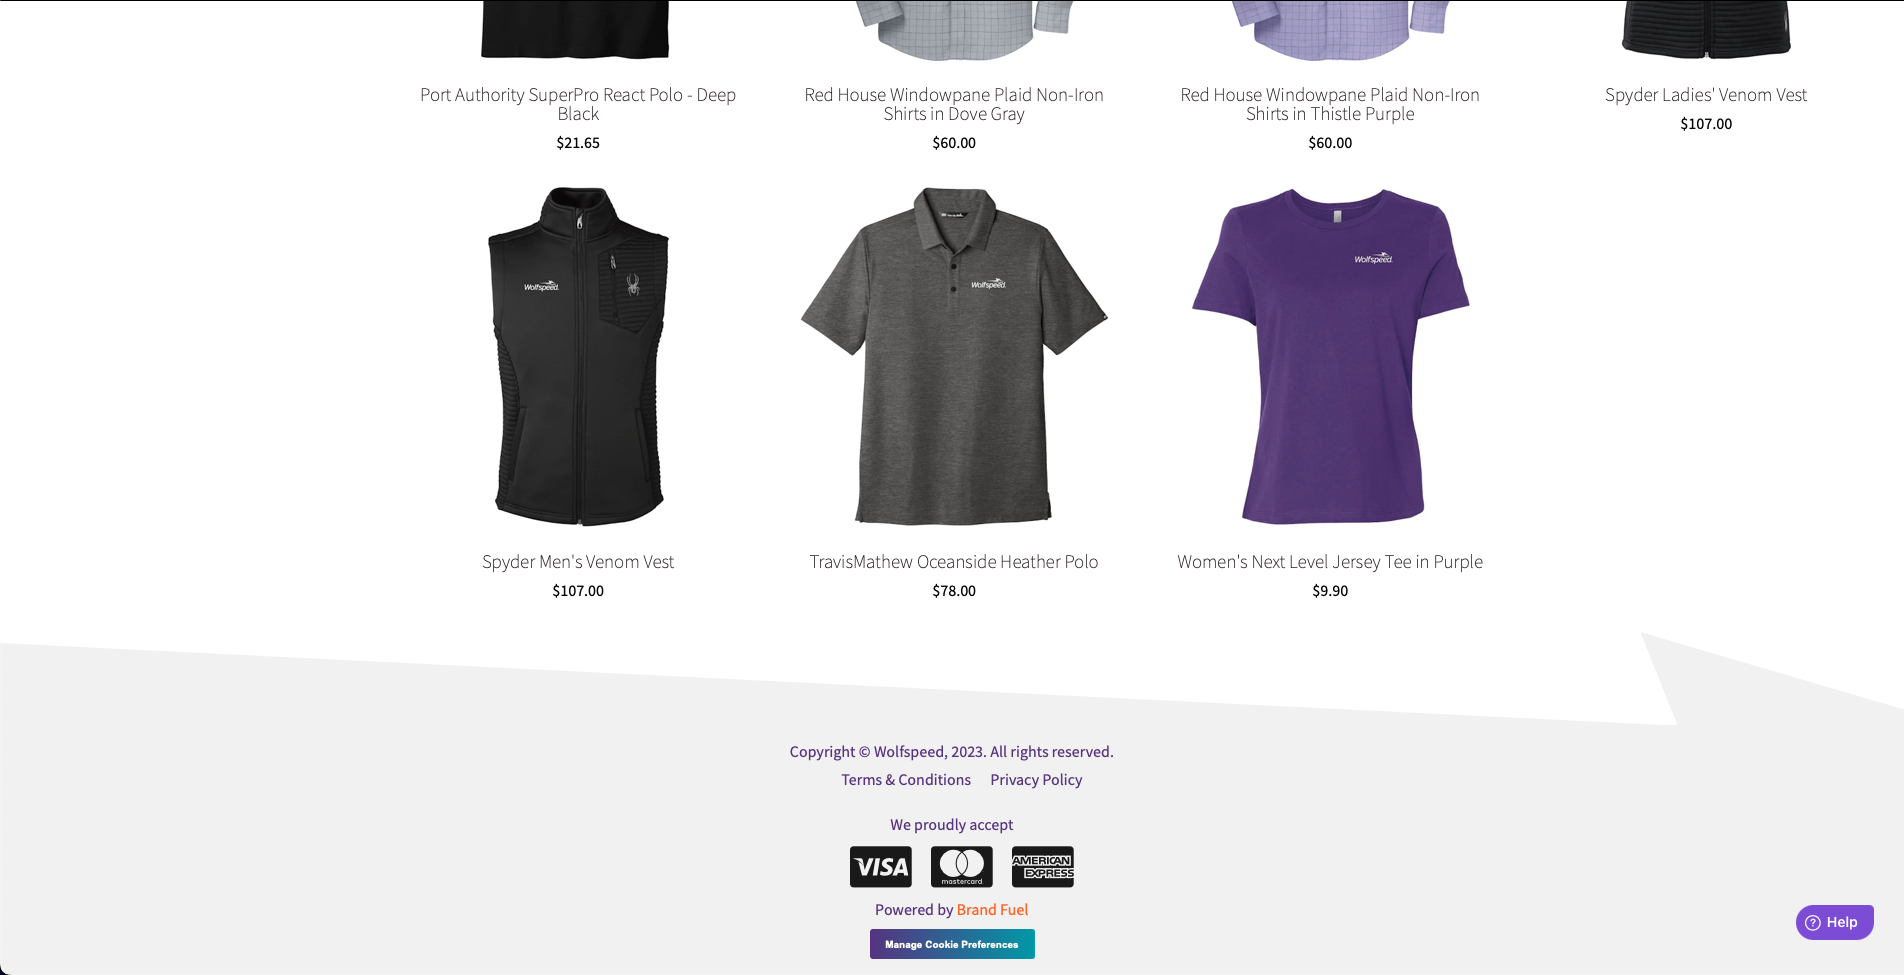 Port Authority SuperPro React Polo - Deep
Black
$21.65
Red House Windowpane Plaid Non-Iron
Shirts in Dove Gray
$60.00
Red House Windowpane Plaid Non-Iron
Shirts in Thistle Purple
$60.00
Spyder Ladies' Venom Vest
$107.00
Wolfspeed.
Wolfspeed.
Wolfspeed.
Spyder Men's Venom Vest
$107.00
TravisMathew Oceanside Heather Polo
$78.00
Women's Next Level Jersey Tee in Purple
$9.90
Copyright © Wolfspeed, 2023. All rights reserved.
Terms & Conditions Privacy Policy
We proudly accept
VISA
mastercard
AMERICAN
EXPRESS
Powered by Brand Fuel
Manage Cookie Preferences
Help